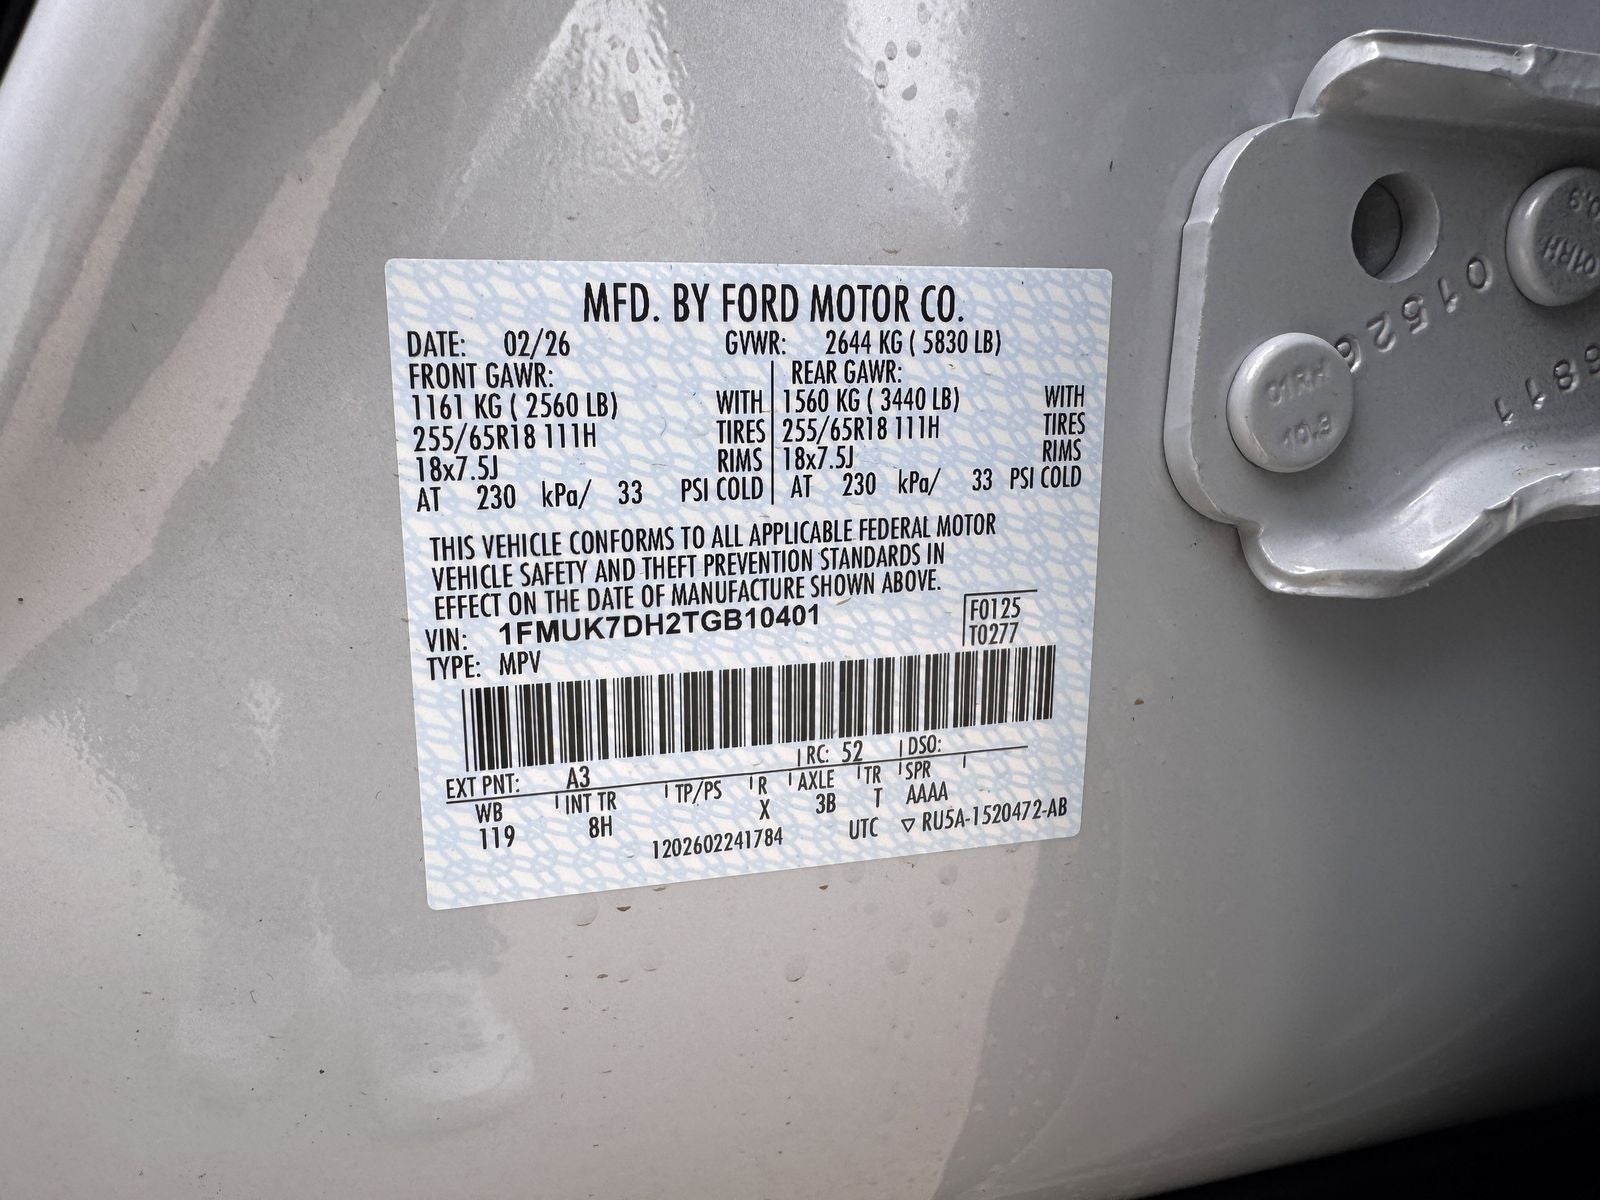 MFD. BY FORD MOTOR CO.
DATE: 02/26 GVWR: 2644 KG ( 5830 LB)
FRONT GAWR: REAR GAWR:
1161 KG ( 2560 LB) WITH 1560 KG ( 3440 LB) WITH
255/65R18 111H TIRES 255/65R18 111H TIRES
18x7.5J RIMS 18x7.5J RIMS
AT 230 kPa/ 33 PSI COLD AT 230 kPa/ 33 PSI COLD
THIS VEHICLE CONFORMS TO ALL APPLICABLE FEDERAL MOTOR
VEHICLE SAFETY AND THEFT PREVENTION STANDARDS IN
EFFECT ON THE DATE OF MANUFACTURE SHOWN ABOVE.
VIN: 1FMUK7DH2TGB10401 F0125
TYPE: MPV T0277
EXT PNT: A3 RC: 52 DSO:
WB INT TR TP/PS R AXLE TR SPR
119 8H X 3B T AAAA
1202602241784 UTC ▽ RU5A-1520472-AB